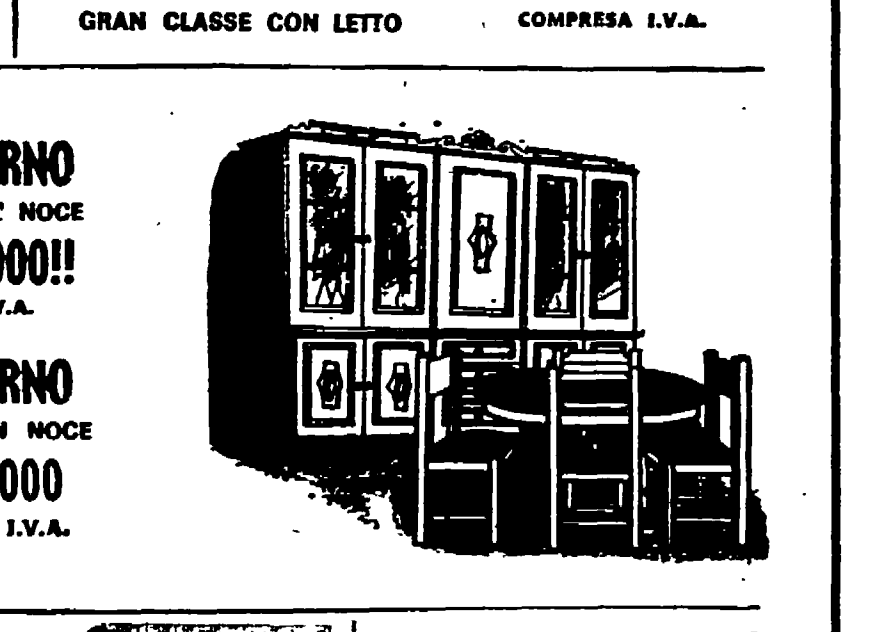 GRAN CLASSE CON LETTO
COMPRESA I.V.A.
RNO
NOCE
000!!
V.A.
RNO
N NOCE
000
I.V.A.